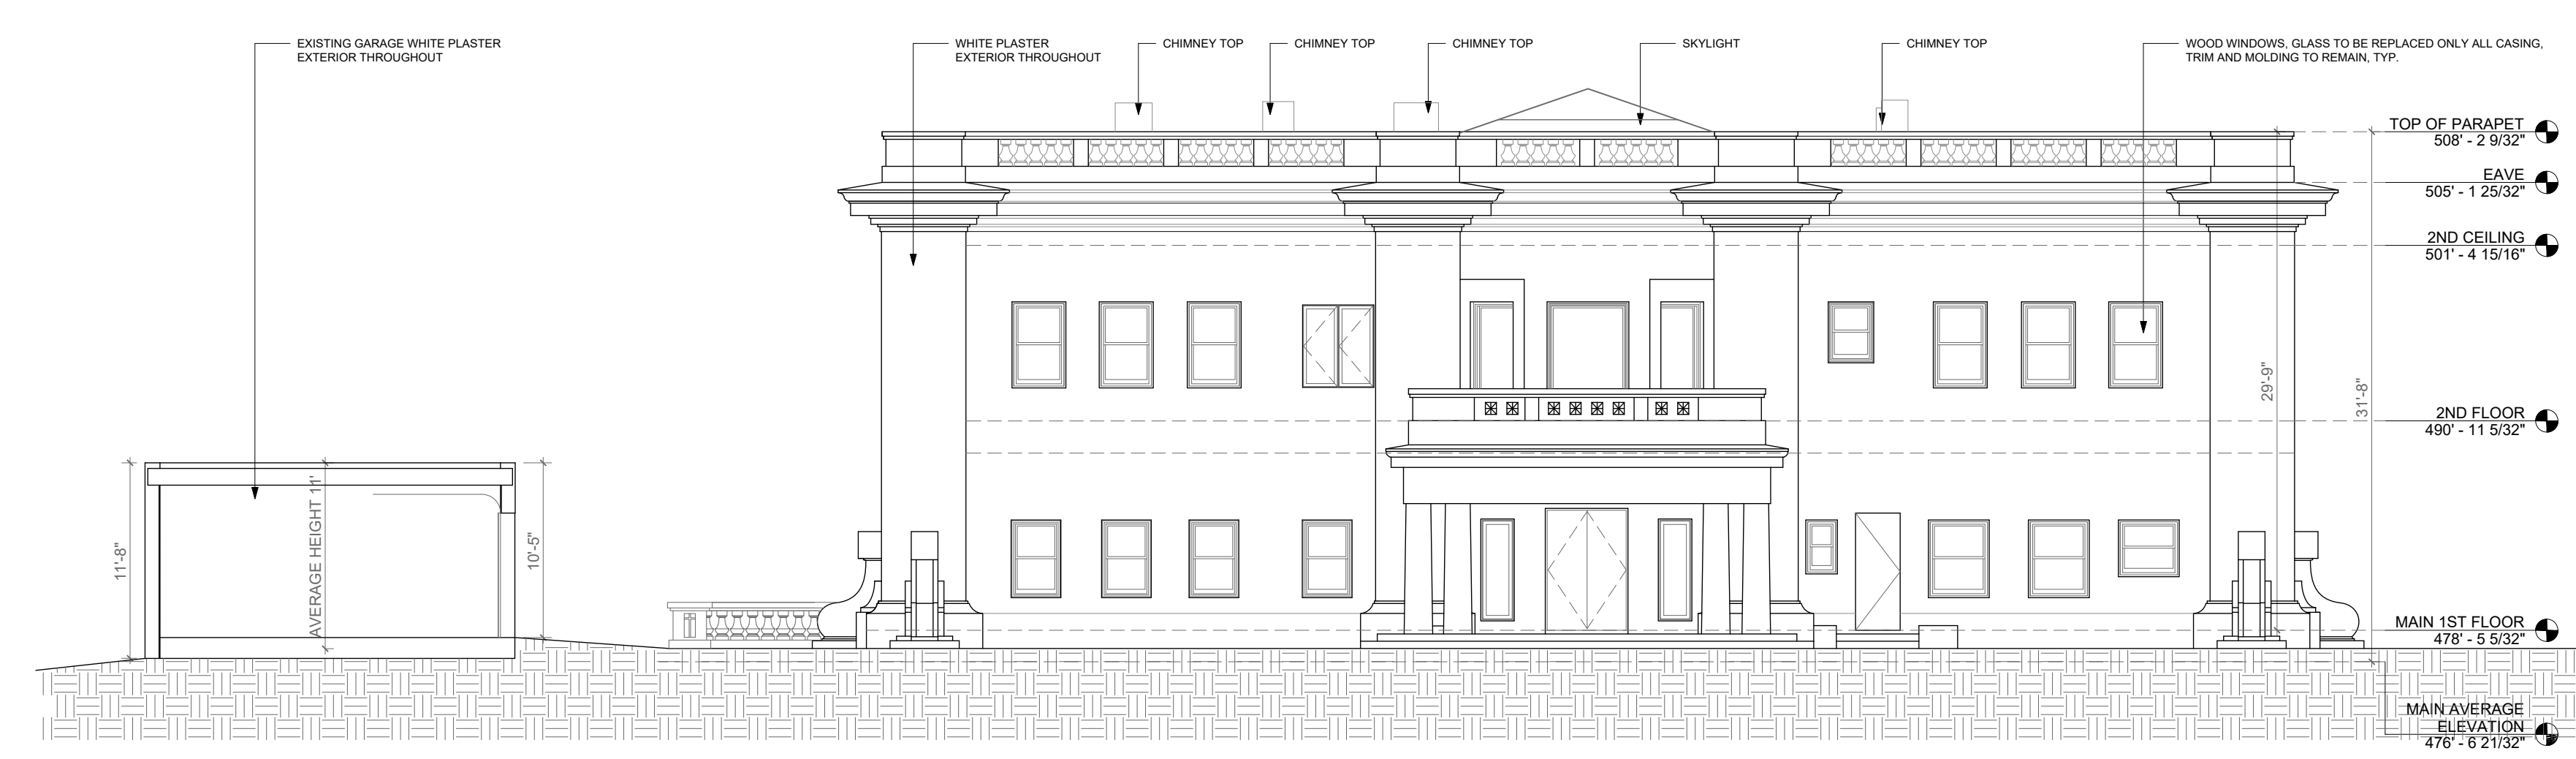 EXISTING GARAGE WHITE PLASTER
EXTERIOR THROUGHOUT
WHITE PLASTER
EXTERIOR THROUGHOUT
CHIMNEY TOP
CHIMNEY TOP
CHIMNEY TOP
SKYLIGHT
CHIMNEY TOP
WOOD WINDOWS, GLASS TO BE REPLACED ONLY ALL CASING,
TRIM AND MOLDING TO REMAIN, TYP.
TOP OF PARAPET
508' - 2 9/32"
EAVE
505' - 1 25/32"
2ND CEILING
501' - 4 15/16"
29'-9"
31'-8"
2ND FLOOR
490' - 11 5/32"
11'-8"
AVERAGE HEIGHT 11'
10'-5"
MAIN 1ST FLOOR
478' - 5 5/32"
MAIN AVERAGE
ELEVATION
476' - 6 21/32"